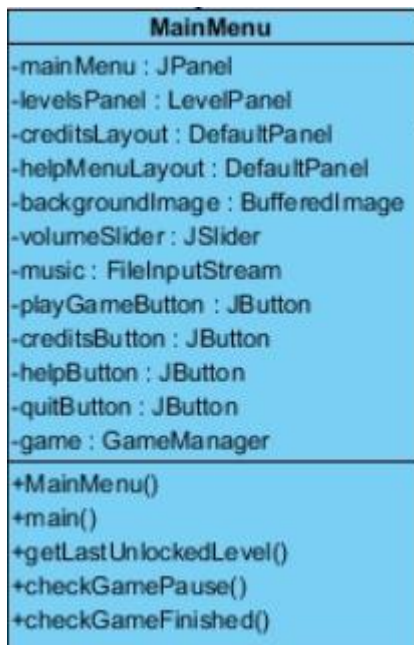 MainMenu
-mainMenu : JPanel
-levelsPanel : LevelPanel
-creditsLayout : DefaultPanel
-helpMenuLayout : DefaultPanel
-backgroundImage : BufferedImage
-volumeSlider : JSlider
-music : FileInputStream
-playGameButton : JButton
-creditsButton : JButton
-helpButton : JButton
-quitButton : JButton
-game : GameManager
+MainMenu()
+main()
+getLastUnlockedLevel()
+checkGamePause()
+checkGameFinished()